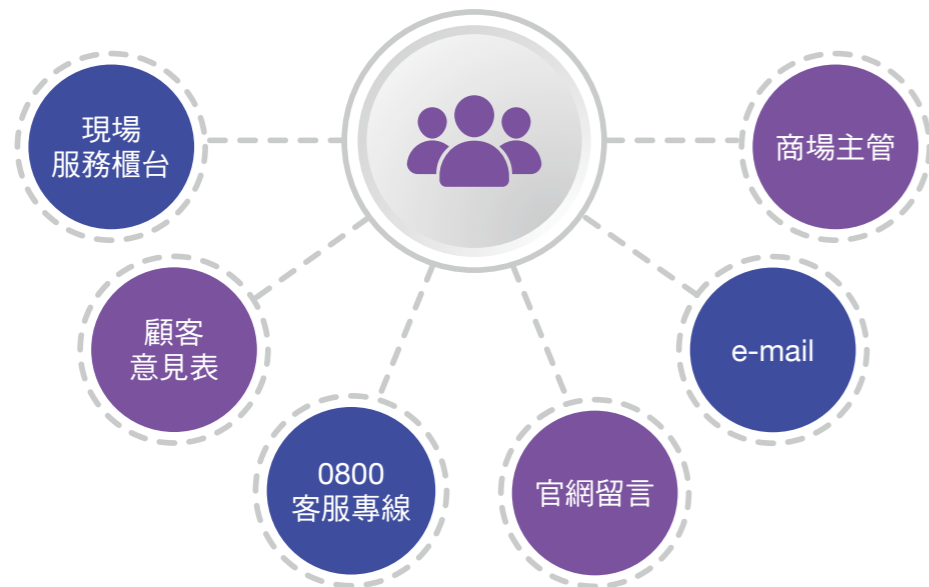 現場
服務櫃台
顧客
意見表
0800
客服專線
官網留言
e-mail
商場主管